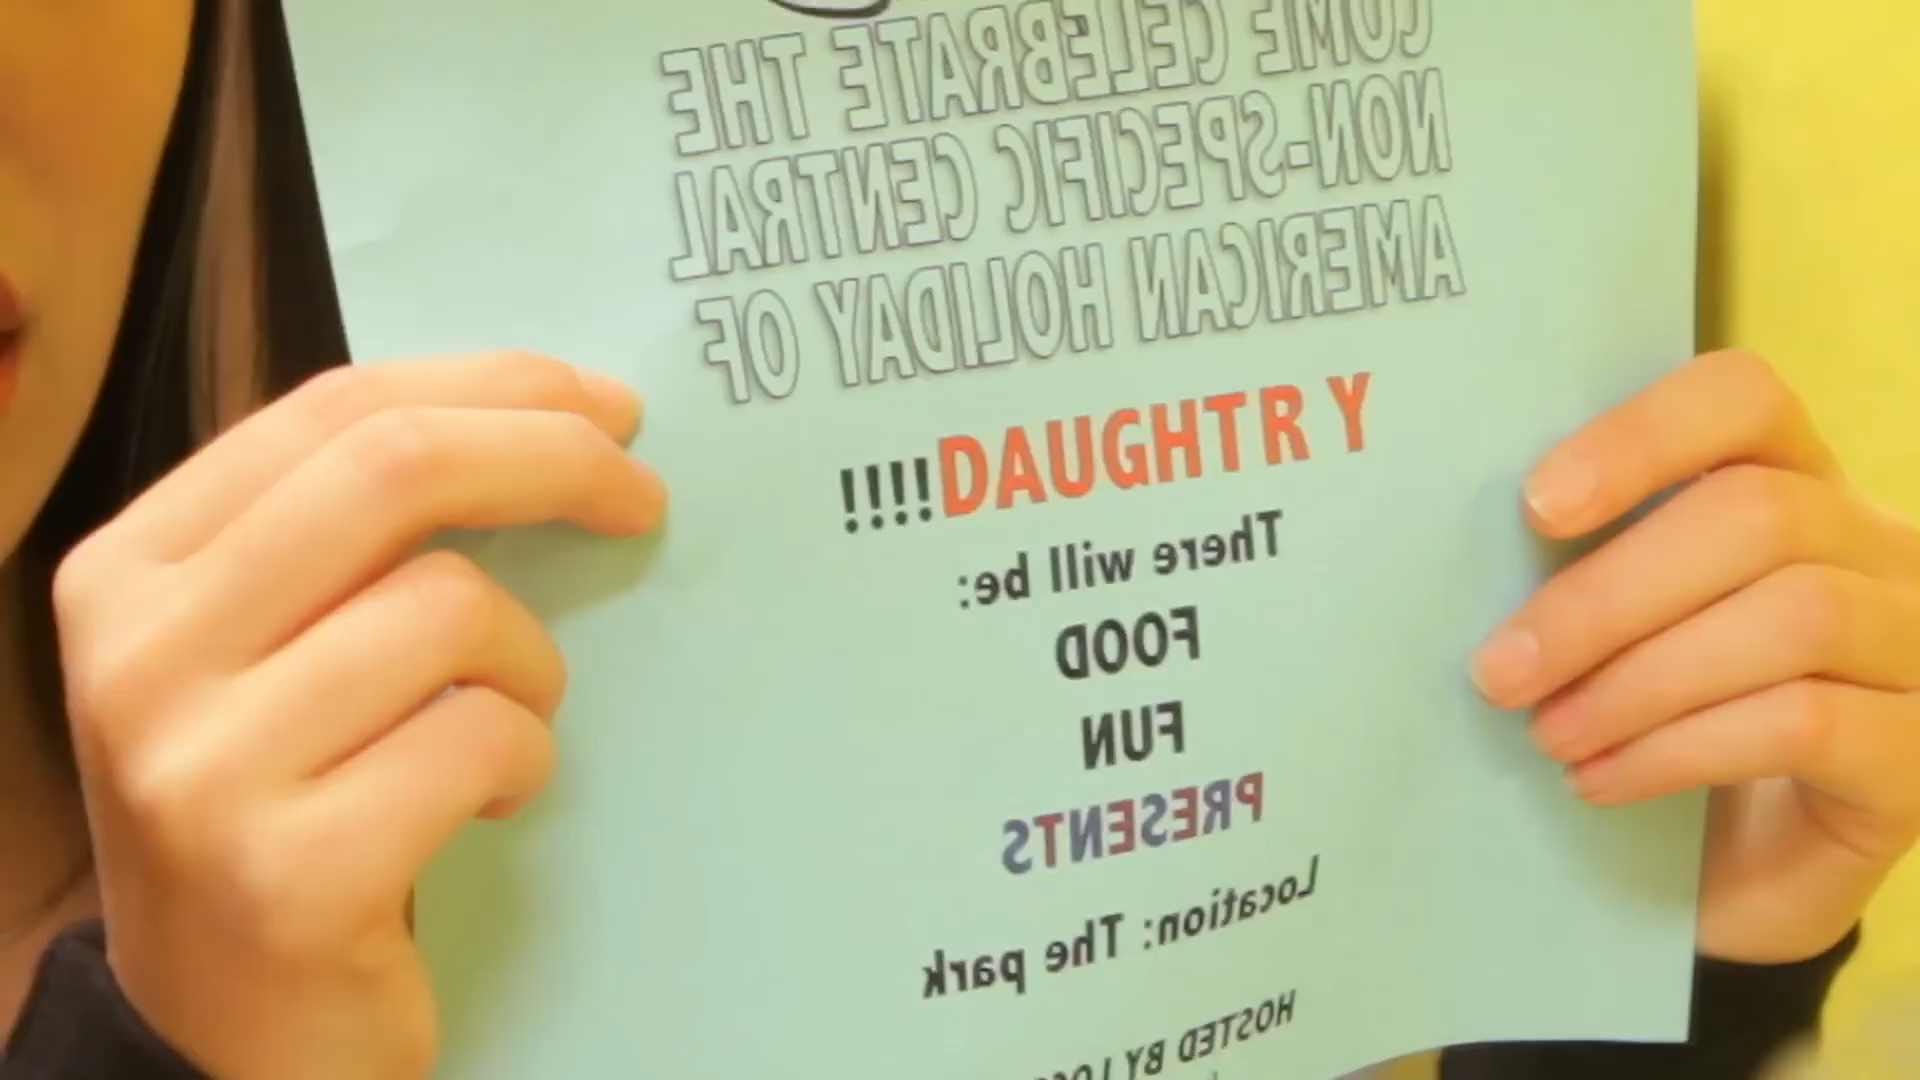 COME CELEBRATE THE
NON-SPECIFIC CENTRAL
AMERICAN HOLIDAY OF
!!!!DAUGHTR Y
There will be:
FOOD
FUN
PRESENTS
Location: The park
HOSTED BY